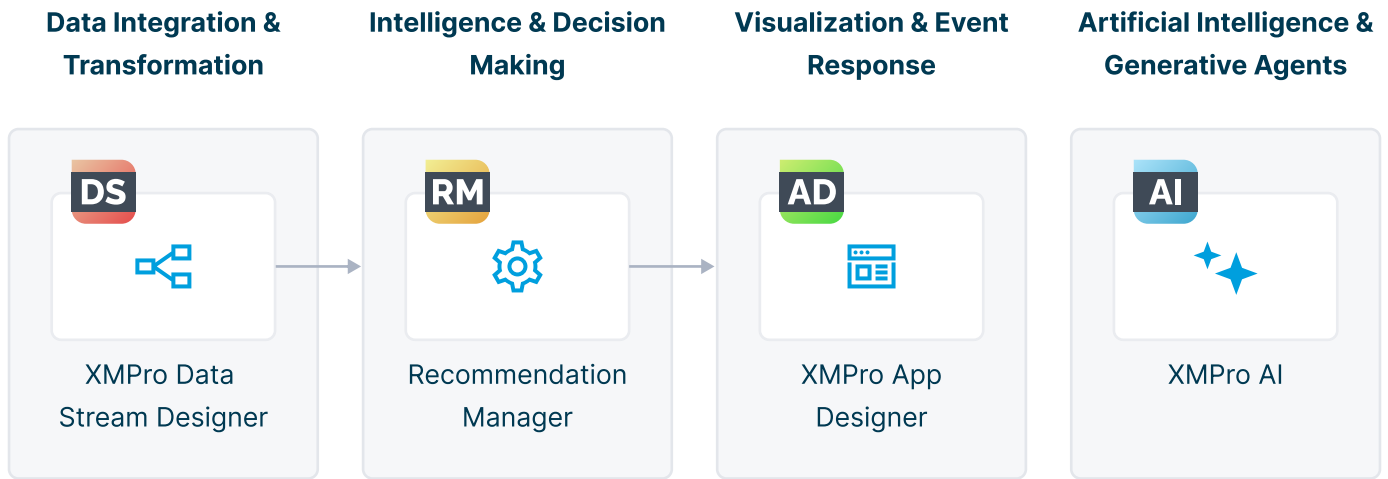 Data Integration &
Transformation
Intelligence & Decision
Making
Visualization & Event
Response
Artificial Intelligence &
Generative Agents
DS
XMPro Data
Stream Designer
RM
Recommendation
Manager
AD
XMPro App
Designer
AI
XMPro AI